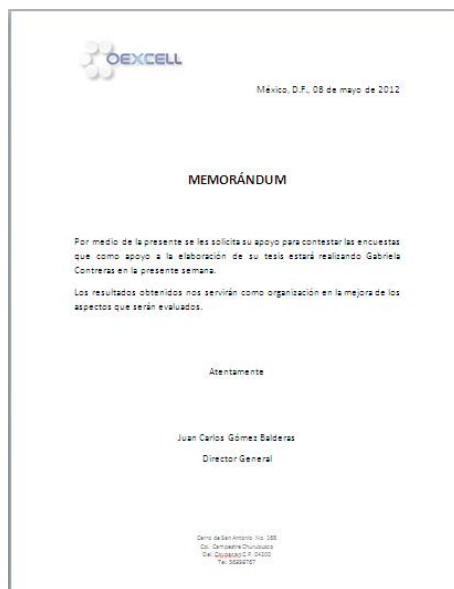 OEXCELL
México, D.F., 08 de mayo de 2012
MEMORÁNDUM
Por medio de la presente se les solicita su apoyo para contestar las encuestas
que como apoyo a la elaboración de su tesis estará realizando Gabriela
Contreras en la presente semana.
Los resultados obtenidos nos servirán como organización en la mejora de los
aspectos que serán evaluados.
Atentamente
Juan Carlos Gómez Balderas
Director General
Cerro de San Antonio No.
Col. Campestre Churubusco
Del. Coyoacan C.P. 04200
Tel.